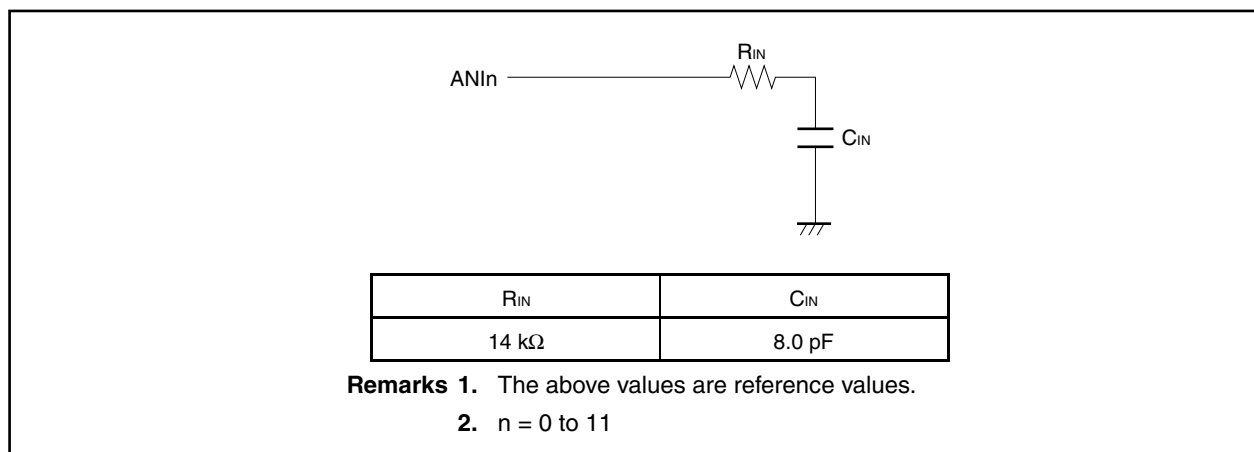 RIN
ANIn
CIN
RIN CIN
14 kΩ 8.0 pF
Remarks 1. The above values are reference values.
2. n = 0 to 11